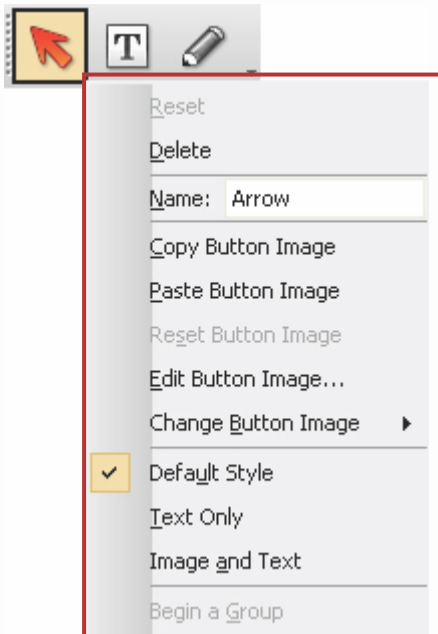 T
Reset
Delete
Name: Arrow
Copy Button Image
Paste Button Image
Reset Button Image
Edit Button Image...
Change Button Image
Default Style
Text Only
Image and Text
Begin a Group